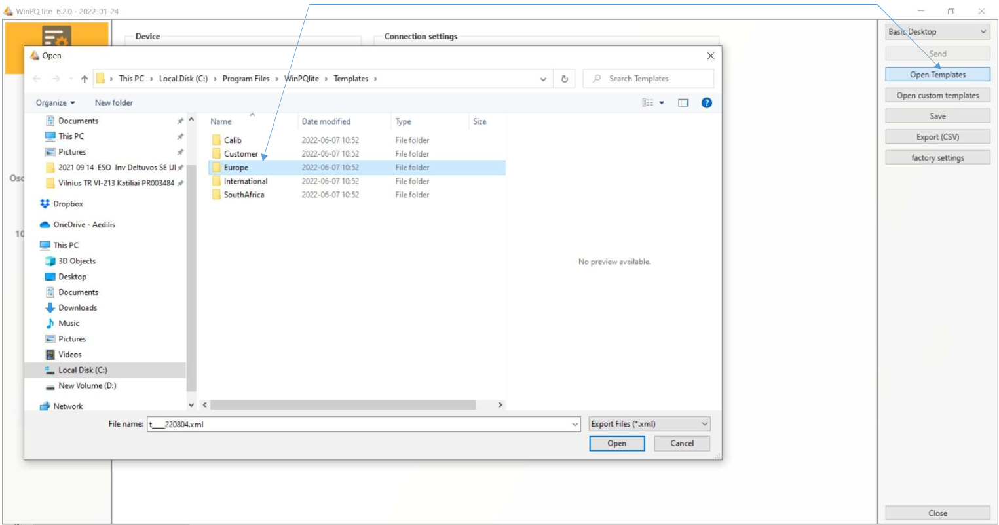 WinPQ lite 6.2.0 - 2022-01-24
Device
Connection settings
Basic Desktop
Send
Open Templates
Open custom templates
Save
Export (CSV)
factory settings
Close
Open
This PC > Local Disk (C:) > Program Files > WinPQlite > Templates >
Search Templates
Organize
New folder
Documents
This PC
Pictures
2021 09 14 ESO Inv Deltuvos SE UI
Vilnius TR VI-213 Katiliai PR003484
Dropbox
OneDrive - Aedilis
This PC
3D Objects
Desktop
Documents
Downloads
Music
Pictures
Videos
Local Disk (C:)
New Volume (D:)
Network
Name Date modified Type Size
Calib 2022-06-07 10:52 File folder
Customer 2022-06-07 10:52 File folder
Europe 2022-06-07 10:52 File folder
International 2022-06-07 10:52 File folder
SouthAfrica 2022-06-07 10:52 File folder
No preview available.
Osc
10
File name: t___220804.xml
Export Files (*.xml)
Open
Cancel